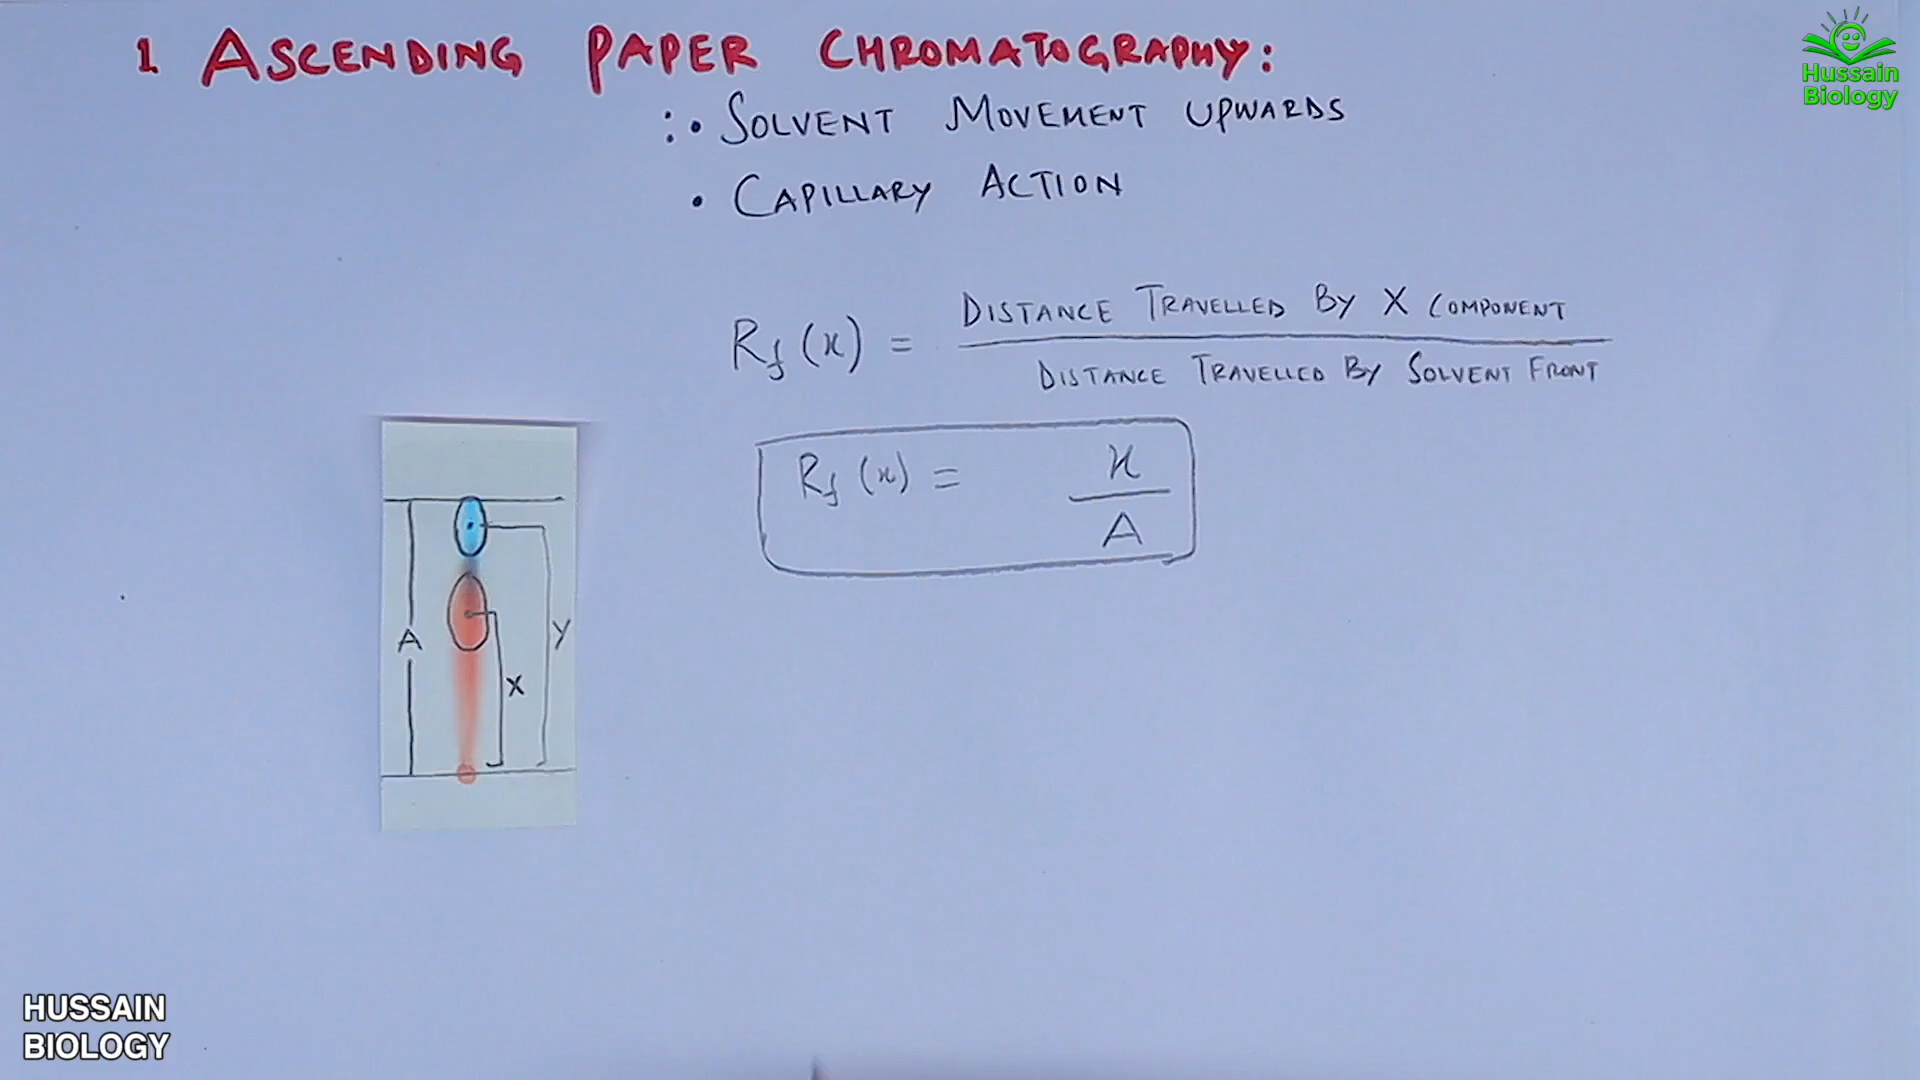 1 ASCENDING PAPER CHROMATOGRAPHY:
:• SOLVENT MOVEMENT UPWARDS
• CAPILLARY ACTION
Rf (x) = DISTANCE TRAVELLED BY X COMPONENT
DISTANCE TRAVELLED BY SOLVENT FRONT
Rf (x) = x
A
A
Y
X
Hussain
Biology
HUSSAIN
BIOLOGY